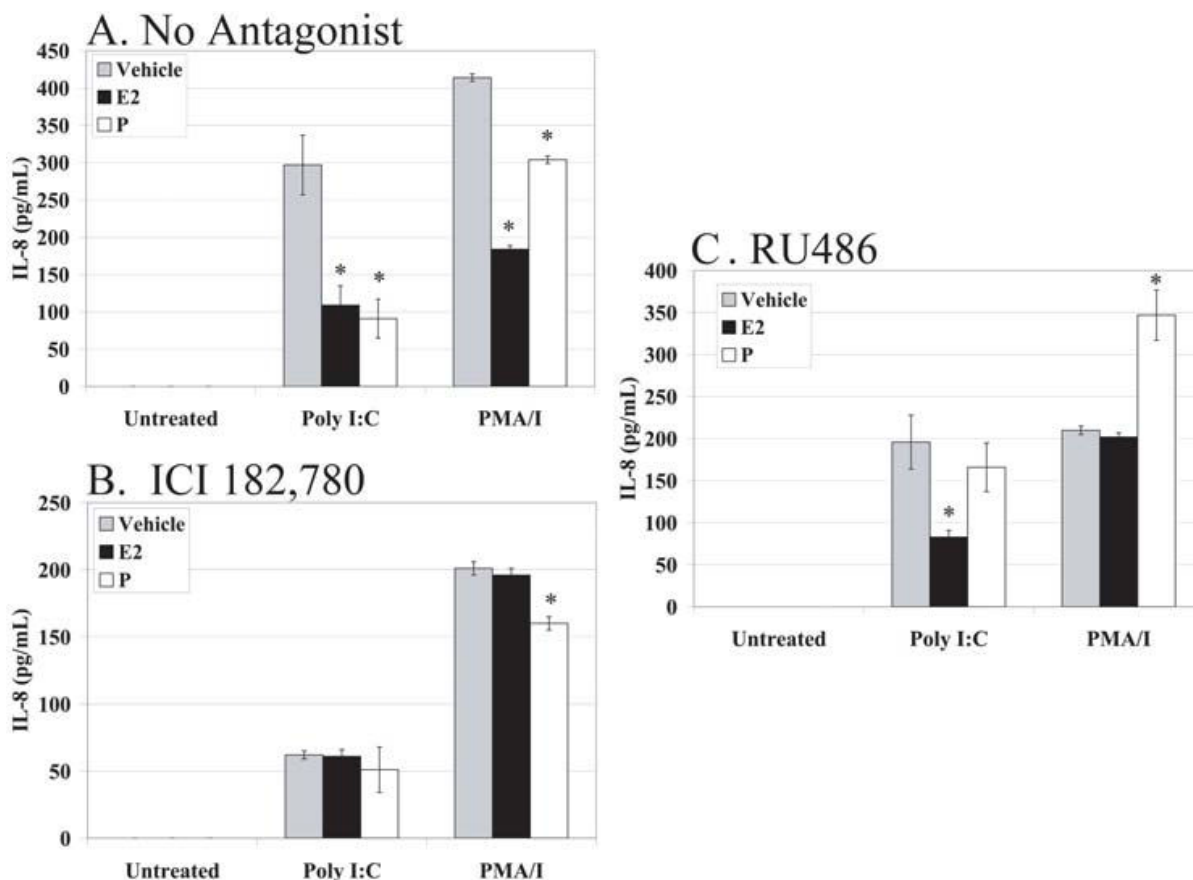 A. No Antagonist
IL-8 (pg/mL)
450
400
350
300
250
200
150
100
50
0
Vehicle
E2
P
*
*
*
*
Untreated Poly I:C PMA/I
B. ICI 182,780
IL-8 (pg/mL)
250
200
150
100
50
0
Vehicle
E2
P
*
Untreated Poly I:C PMA/I
C. RU486
IL-8 (pg/mL)
400
350
300
250
200
150
100
50
0
Vehicle
E2
P
*
*
Untreated Poly I:C PMA/I